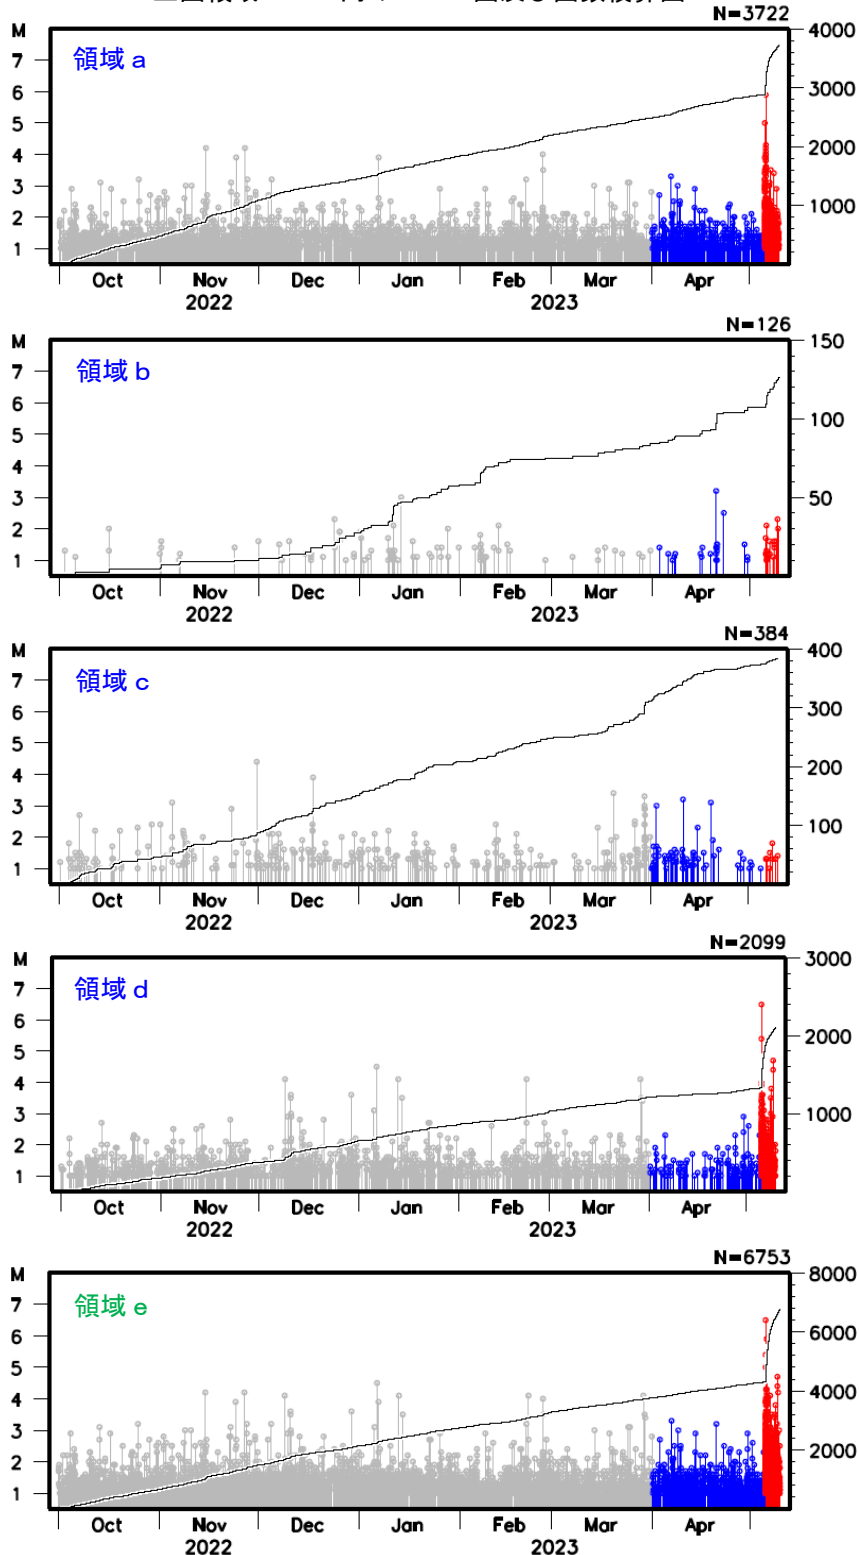 N=3722
M 4000
領域 a
7
6 3000
5
4 2000
3
2 1000
1
Oct Nov Dec Jan Feb Mar Apr
2022 2023
N=126
M 150
領域 b
7
6
5 100
4
3 50
2
1
Oct Nov Dec Jan Feb Mar Apr
2022 2023
N=384
M 400
領域 c
7
6 300
5
4 200
3
2 100
1
Oct Nov Dec Jan Feb Mar Apr
2022 2023
N=2099
M 3000
領域 d
7
6
5 2000
4
3 1000
2
1
Oct Nov Dec Jan Feb Mar Apr
2022 2023
N=6753
M 8000
領域 e
7
6 6000
5
4 4000
3
2 2000
1
Oct Nov Dec Jan Feb Mar Apr
2022 2023